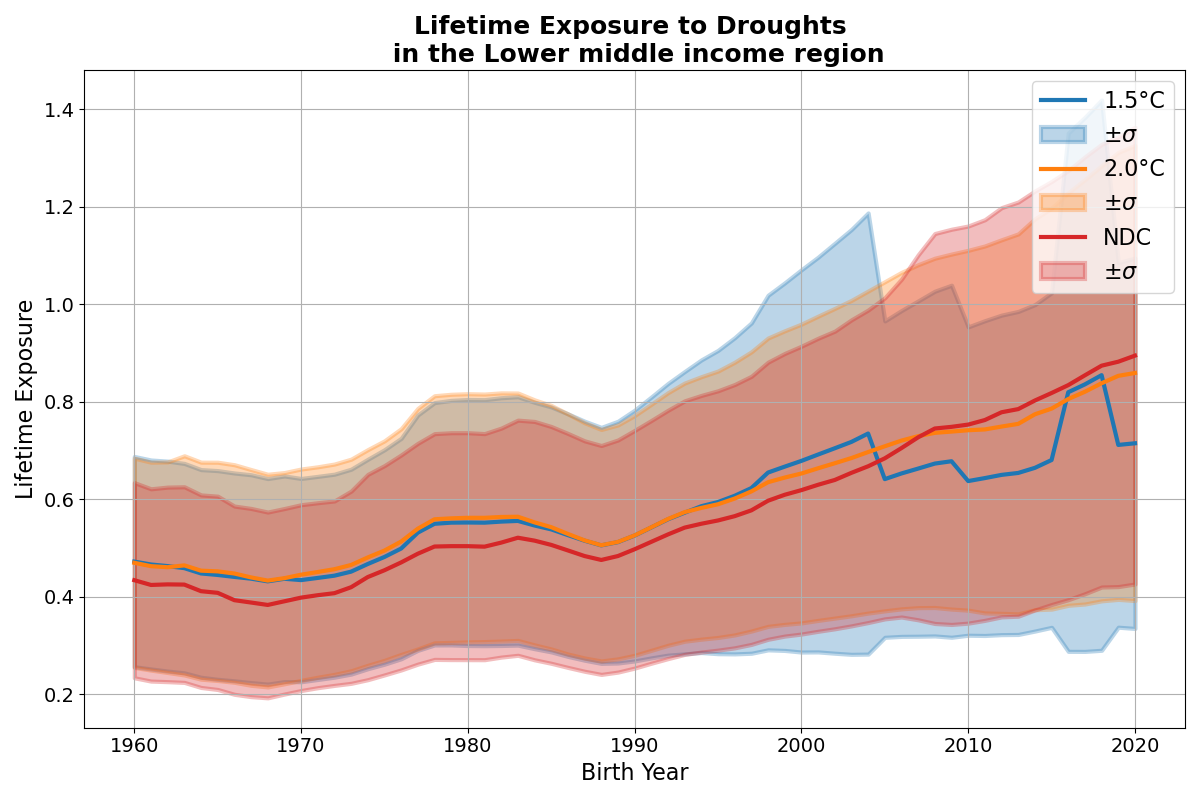 Lifetime Exposure to Droughts
in the Lower middle income region
Lifetime Exposure
1.4
1.2
1.0
0.8
0.6
0.4
0.2
1960
1970
1980
1990
2000
2010
2020
Birth Year
1.5°C
±σ
2.0°C
±σ
NDC
±σ